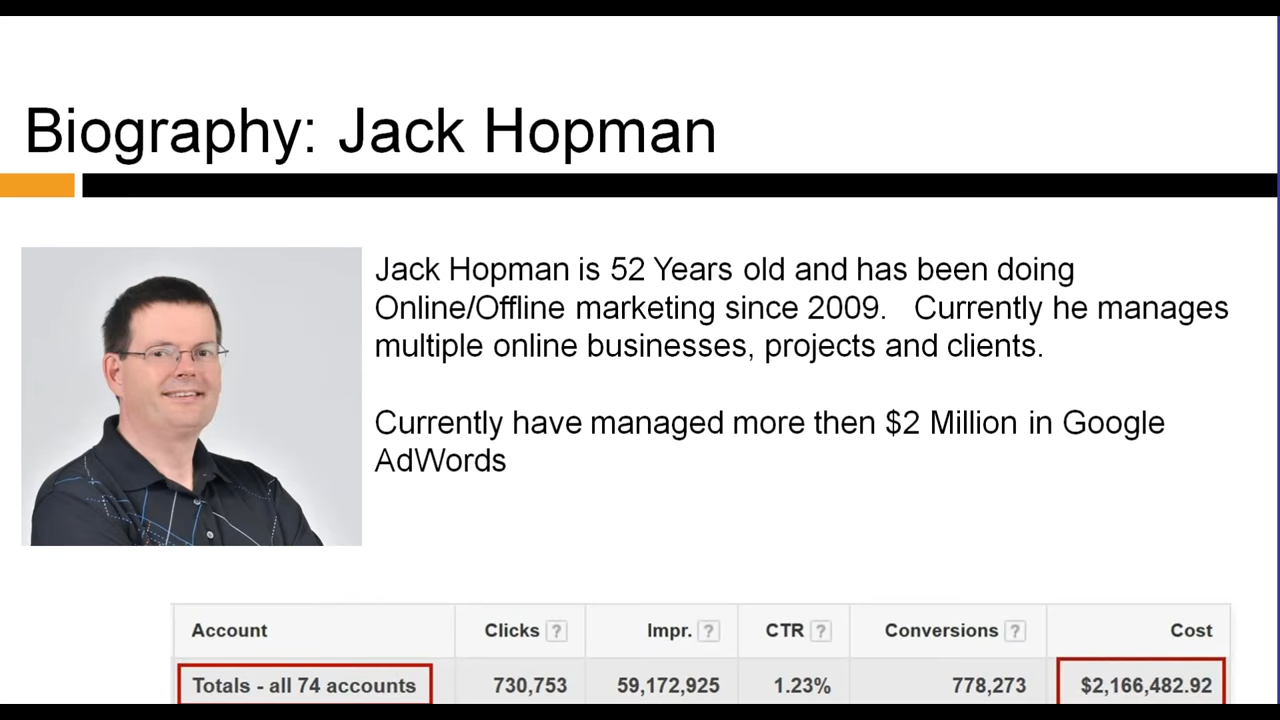 Biography: Jack Hopman
Jack Hopman is 52 Years old and has been doing
Online/Offline marketing since 2009.   Currently he manages
multiple online businesses, projects and clients.
Currently have managed more then $2 Million in Google
AdWords
Account Clicks ? Impr. ? CTR ? Conversions ? Cost
Totals - all 74 accounts 730,753 59,172,925 1.23% 778,273 $2,166,482.92